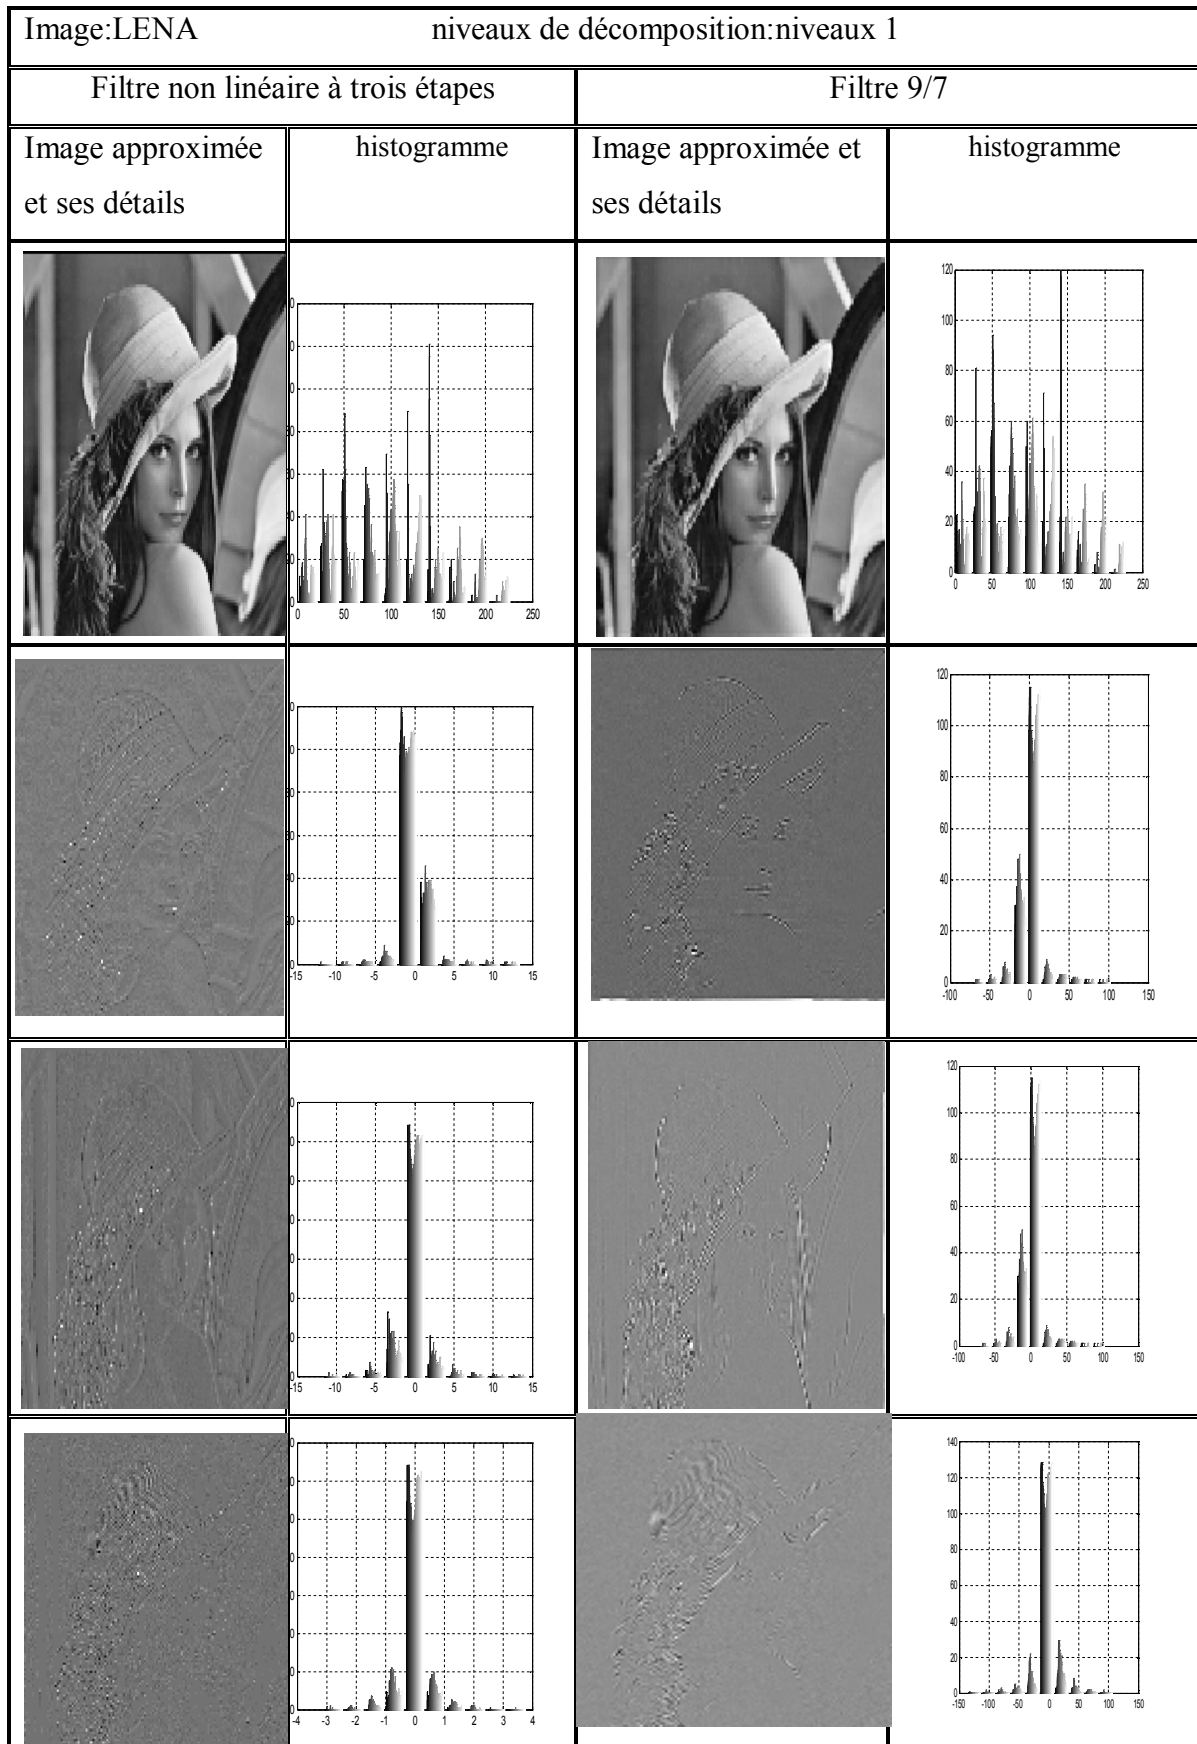 Image:LENA niveaux de décomposition:niveaux 1
Filtre non linéaire à trois étapes Filtre 9/7
Image approximée et ses détails histogramme Image approximée et ses détails histogramme
0 50 100 150 200 250
120
100
80
60
40
20
0
0 50 100 150 200 250
-15 -10 -5 0 5 10 15
120
100
80
60
40
20
0
-100 -50 0 50 100 150
-15 -10 -5 0 5 10 15
120
100
80
60
40
20
0
-100 -50 0 50 100 150
-4 -3 -2 -1 0 1 2 3 4
140
120
100
80
60
40
20
0
-150 -100 -50 0 50 100 150